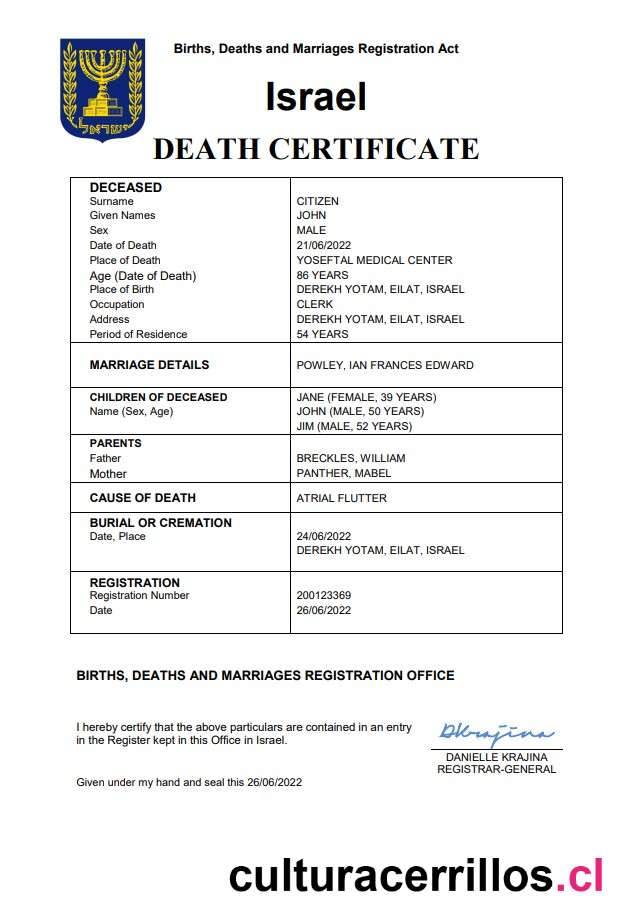 ישראל
Births, Deaths and Marriages Registration Act
Israel
DEATH CERTIFICATE
DECEASED
Surname CITIZEN
Given Names JOHN
Sex MALE
Date of Death 21/06/2022
Place of Death YOSEFTAL MEDICAL CENTER
Age (Date of Death) 86 YEARS
Place of Birth DEREKH YOTAM, EILAT, ISRAEL
Occupation CLERK
Address DEREKH YOTAM, EILAT, ISRAEL
Period of Residence 54 YEARS
MARRIAGE DETAILS POWLEY, IAN FRANCES EDWARD
CHILDREN OF DECEASED JANE (FEMALE, 39 YEARS)
Name (Sex, Age) JOHN (MALE, 50 YEARS)
JIM (MALE, 52 YEARS)
PARENTS
Father BRECKLES, WILLIAM
Mother PANTHER, MABEL
CAUSE OF DEATH ATRIAL FLUTTER
BURIAL OR CREMATION
Date, Place 24/06/2022
DEREKH YOTAM, EILAT, ISRAEL
REGISTRATION
Registration Number 200123369
Date 26/06/2022
BIRTHS, DEATHS AND MARRIAGES REGISTRATION OFFICE
I hereby certify that the above particulars are contained in an entry
in the Register kept in this Office in Israel.
DKrajina
DANIELLE KRAJINA
REGISTRAR-GENERAL
Given under my hand and seal this 26/06/2022
culturacerrillos.cl